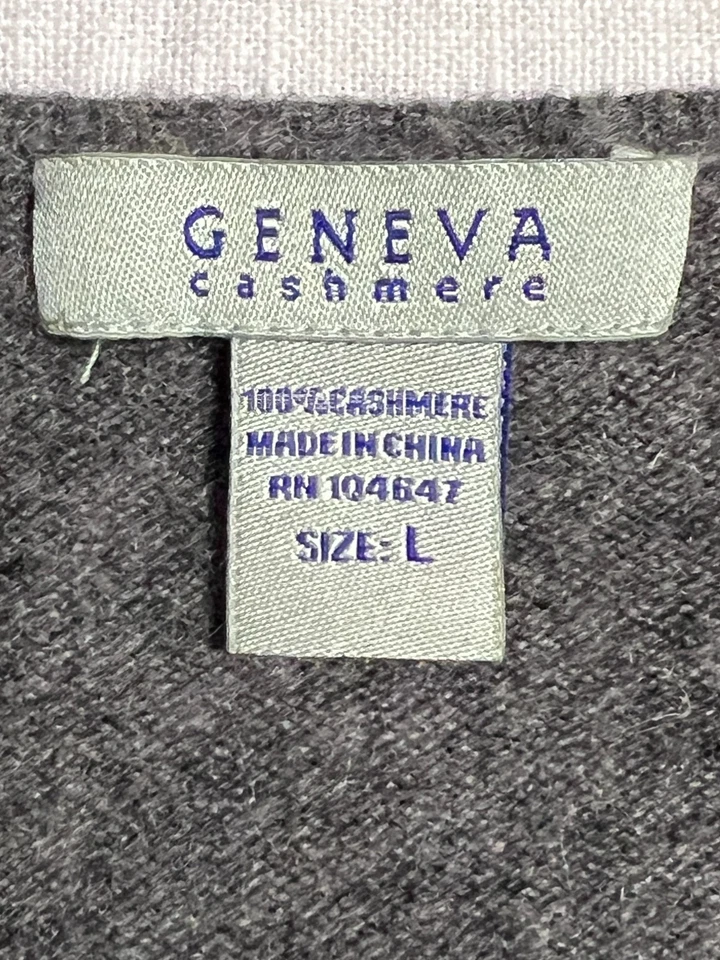 GENEVA
cashmere
100% CASHMERE
MADE IN CHINA
RN 104647
SIZE: L